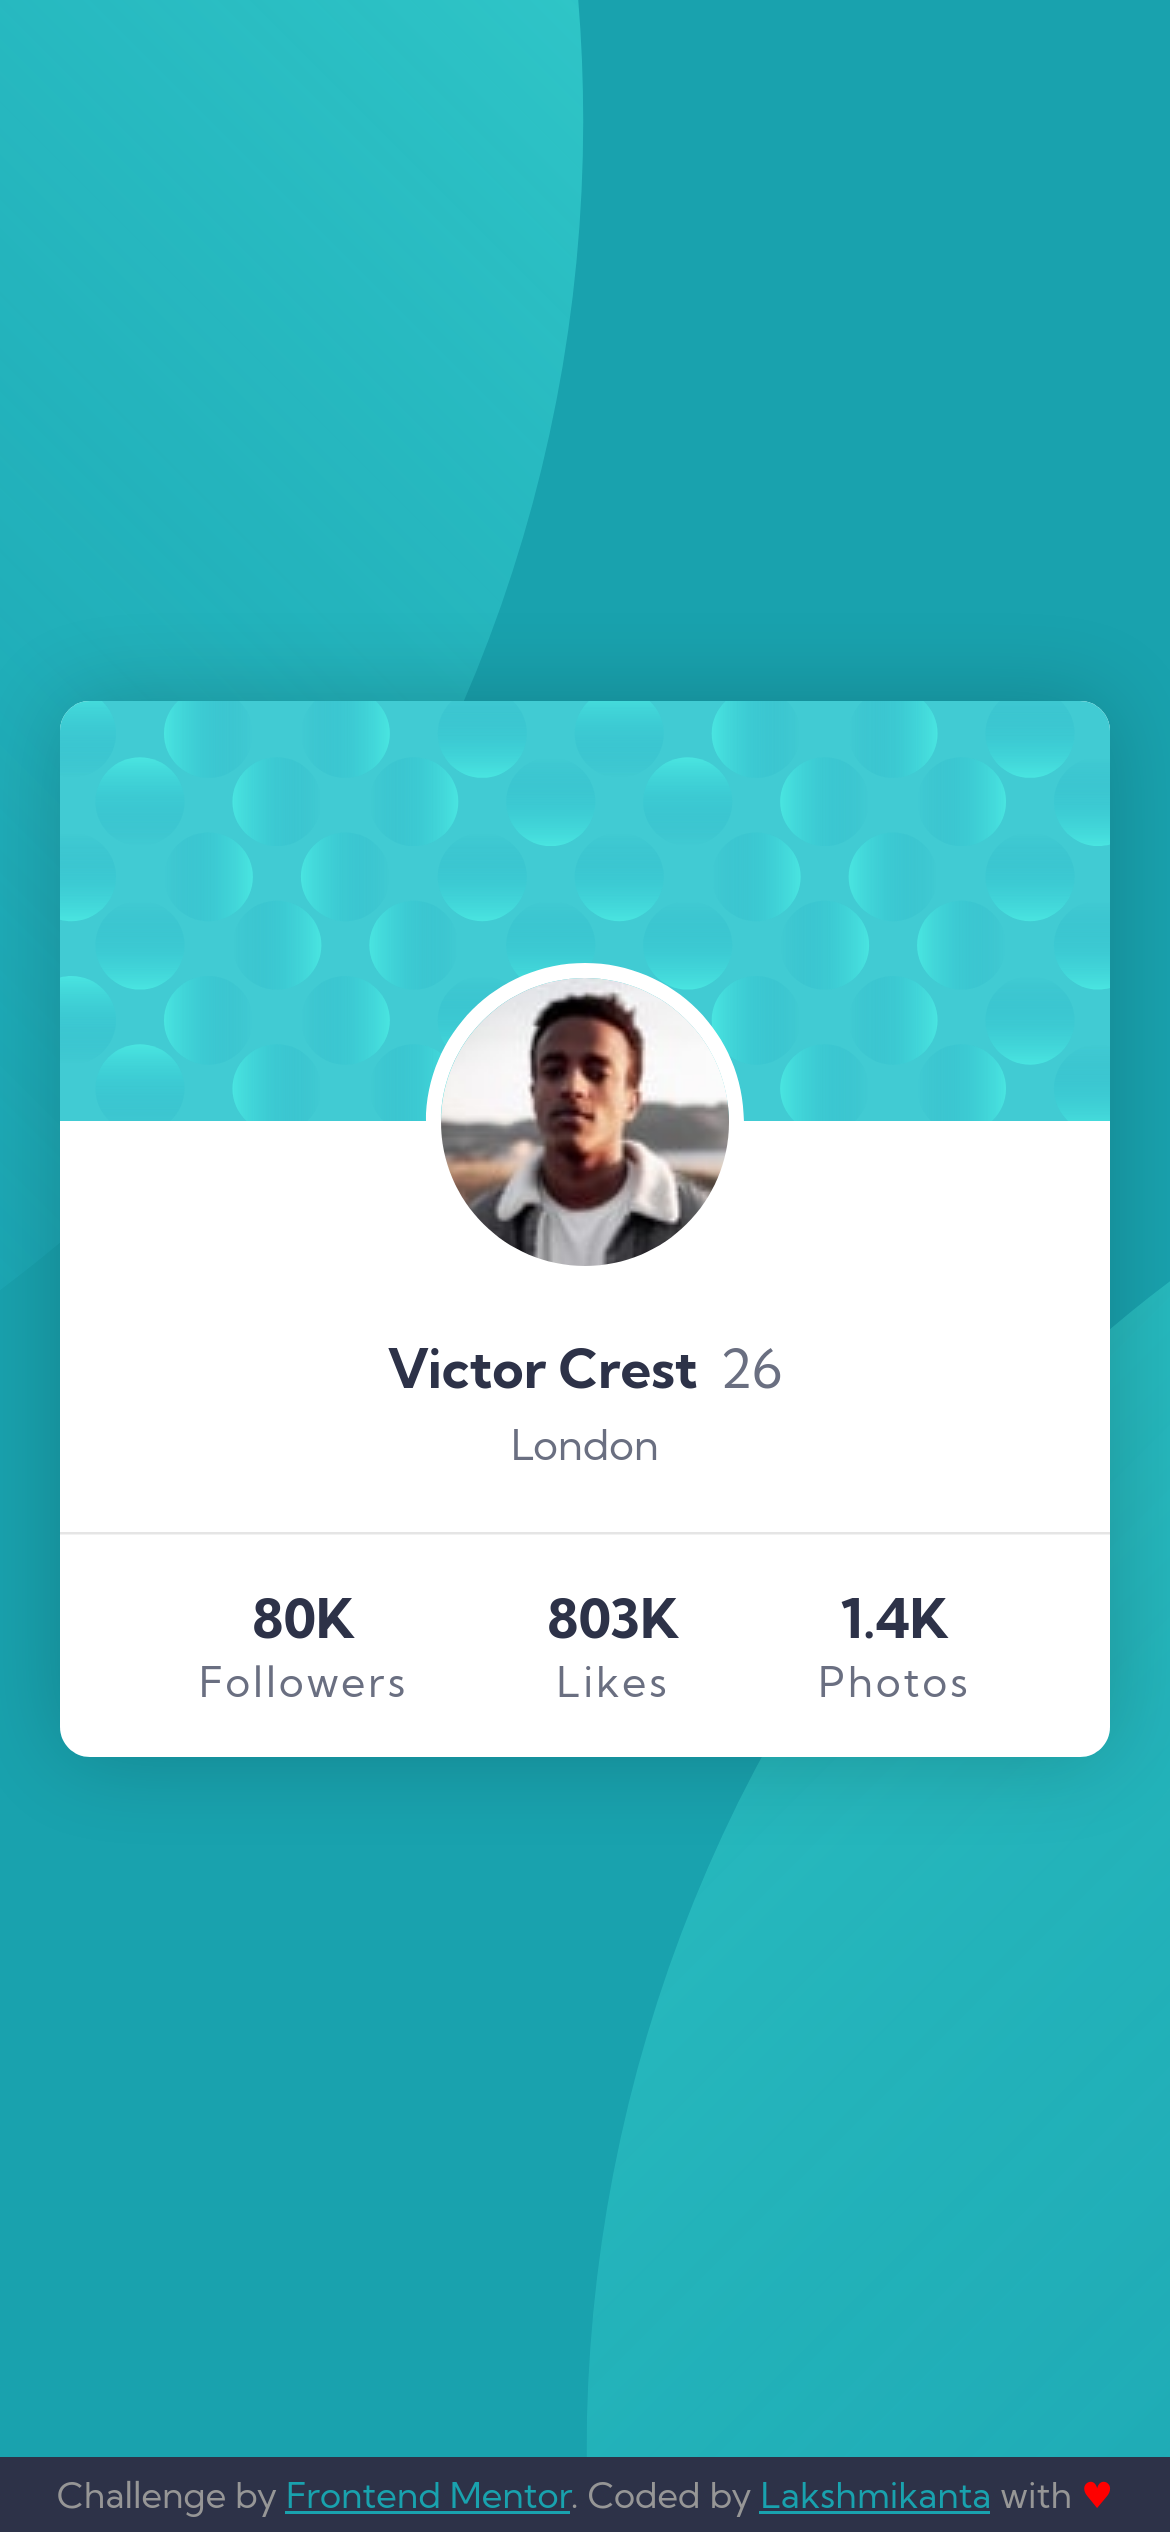 Victor Crest 26
London
80K 803K 1.4K
Followers Likes Photos
Challenge by Frontend Mentor. Coded by Lakshmikanta with ♥